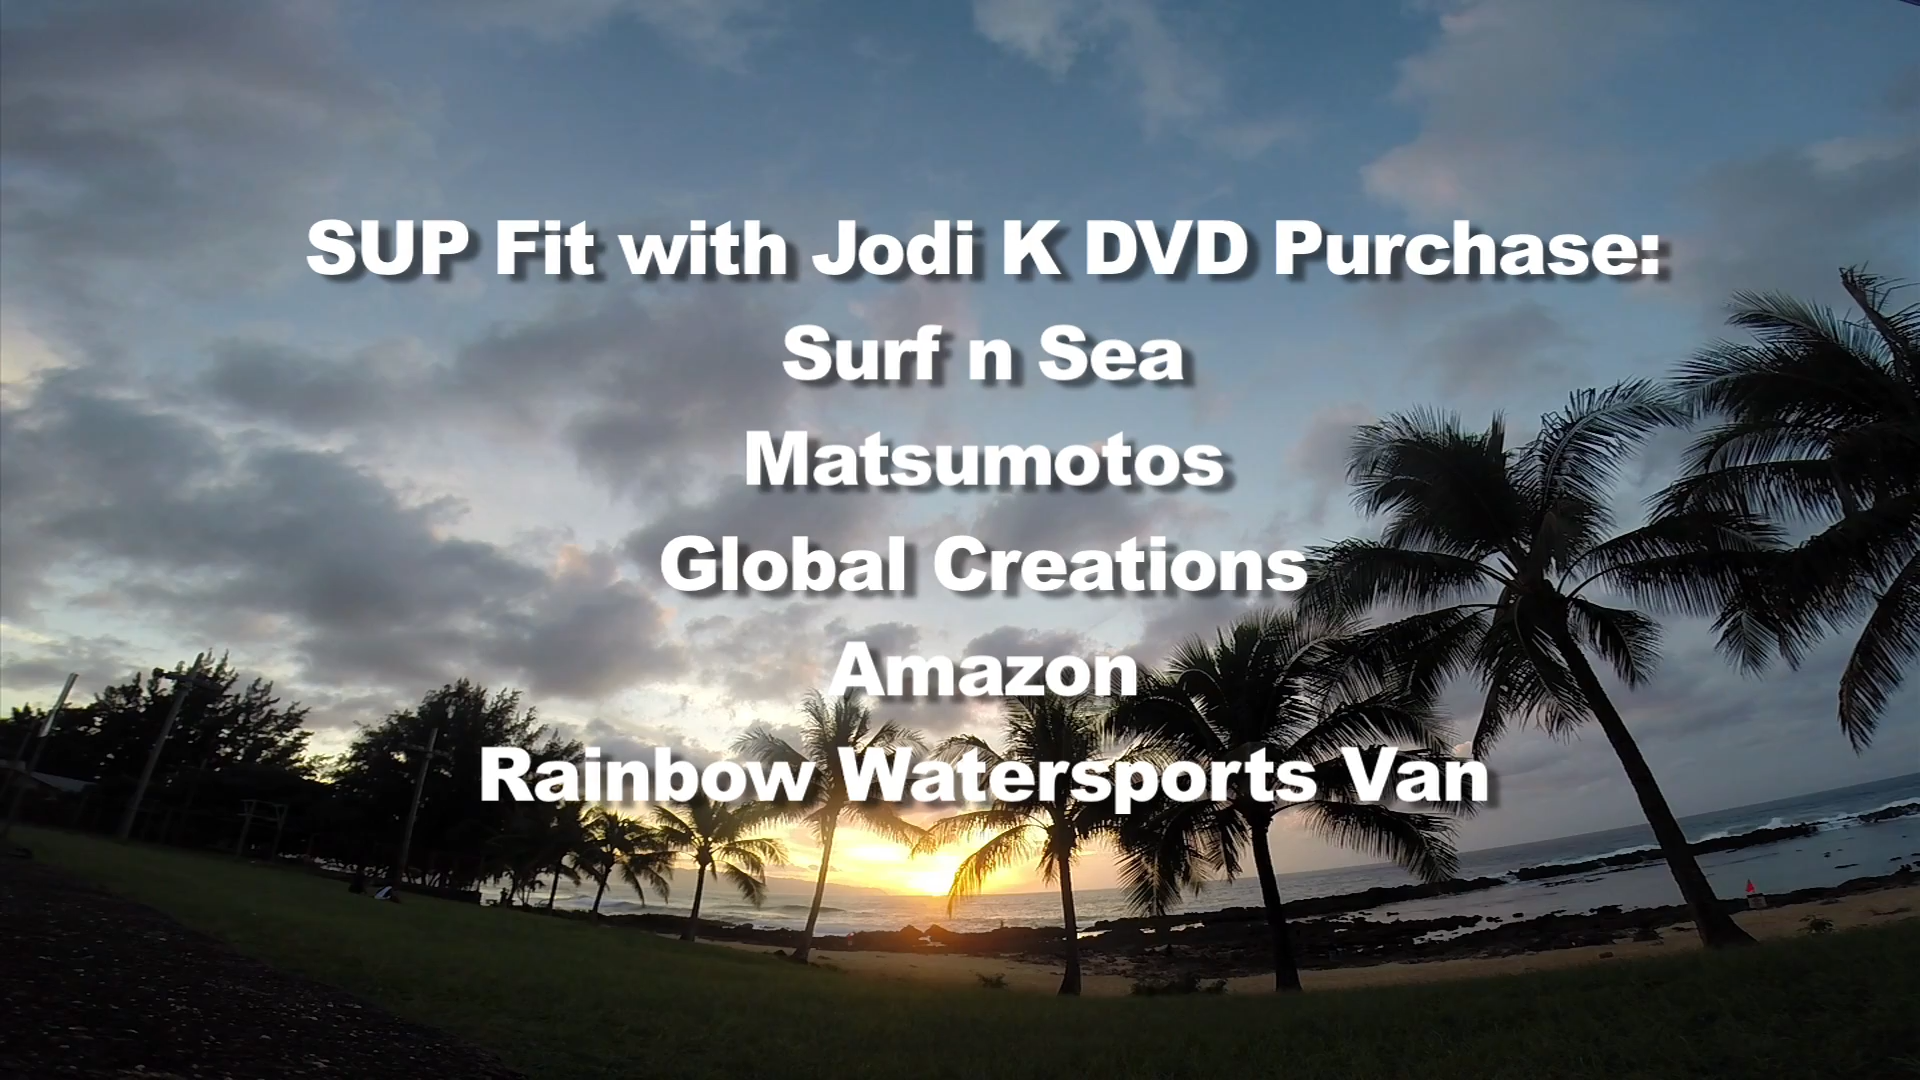 SUP Fit with Jodi K DVD Purchase:
Surf n Sea
Matsumotos
Global Creations
Amazon
Rainbow Watersports Van